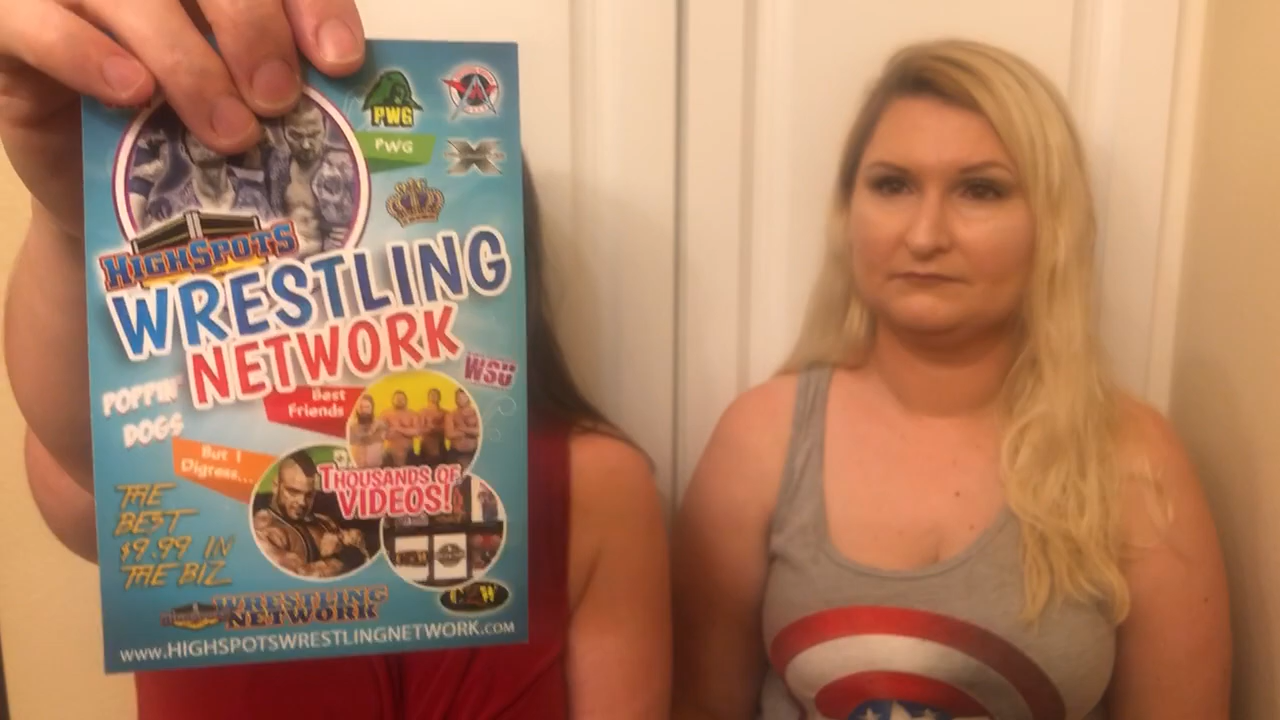 PWG
PWG
HIGHSPOTS
WRESTLING
NETWORK
WSU
POPPIN'
DOGS
Best
Friends
But I
Digress...
THOUSANDS OF
VIDEOS!
THE
BEST
$9.99 IN
THE BIZ
WRESTLING
NETWORK
CZW
www.HIGHSPOTSWRESTLINGNETWORK.COM